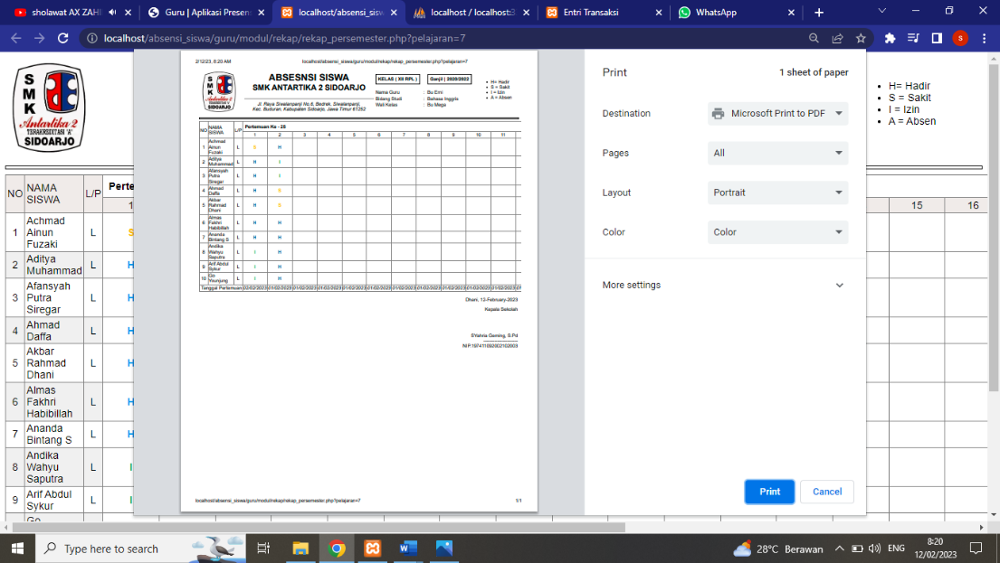 sholawat AX ZAHI
Guru | Aplikasi Presens
localhost/absensi_sisw
localhost / localhost:3
Entri Transaksi
WhatsApp
localhost/absensi_siswa/guru/modul/rekap/rekap_persemester.php?pelajaran=7
S
SMK
Antartika 2
TERAKREDITASI 'A'
SIDOARJO
H= Hadir
S = Sakit
I = Izin
A = Absen
NO NAMA SISWA L/P Perte
1 15 16
1 Achmad Ainun Fuzaki L S
2 Aditya Muhammad L H
3 Afansyah Putra Siregar L H
4 Ahmad Daffa L H
5 Akbar Rahmad Dhani L H
6 Almas Fakhri Habibillah L H
7 Ananda Bintang S L H
8 Andika Wahyu Saputra L I
9 Arif Abdul Sykur L I
Go
2/12/23, 8:20 AM localhost/absensi_siswa/guru/modul/rekap/rekap_persemester.php?pelajaran=7
SMK
Antartika 2
SIDOARJO
ABSESNSI SISWA
SMK ANTARTIKA 2 SIDOARJO
Jl. Raya Siwalanpanji No.6, Bedrek, Siwalanpanji,
Kec. Buduran, Kabupaten Sidoarjo, Jawa Timur 61252
KELAS ( XII RPL ) Ganjil | 2020/2022
Nama Guru : Bu Erni
Bidang Studi : Bahasa Inggris
Wali Kelas : Bu Mega
H= Hadir
S = Sakit
I = Izin
A = Absen
NO NAMA SISWA L/P Pertemuan Ke - 25
1 2 3 4 5 6 7 8 9 10 11
1 Achmad Ainun Fuzaki L S H
2 Aditya Muhammad L H I
3 Afansyah Putra Siregar L H I
4 Ahmad Daffa L H S
5 Akbar Rahmad Dhani L H S
6 Almas Fakhri Habibillah L H H
7 Ananda Bintang S L H H
8 Andika Wahyu Saputra L I H
9 Arif Abdul Sykur L I H
10 Go Younjung L I H
Tanggal Pertemuan 02/02/2023 01/02/2023 01/02/2023 01/02/2023 01/02/2023 01/02/2023 01/02/2023 01/02/2023 01/02/2023 01/02/2023 01/02/2023
Dhani, 12-February-2023
Kepala Sekolah
NIP.197411092002102003
localhost/absensi_siswa/guru/modul/rekap/rekap_persemester.php?pelajaran=7 1/1
Print 1 sheet of paper
Destination Microsoft Print to PDF
Pages All
Layout Portrait
Color Color
More settings
Print Cancel
Type here to search
28°C Berawan
ENG
8:20
12/02/2023